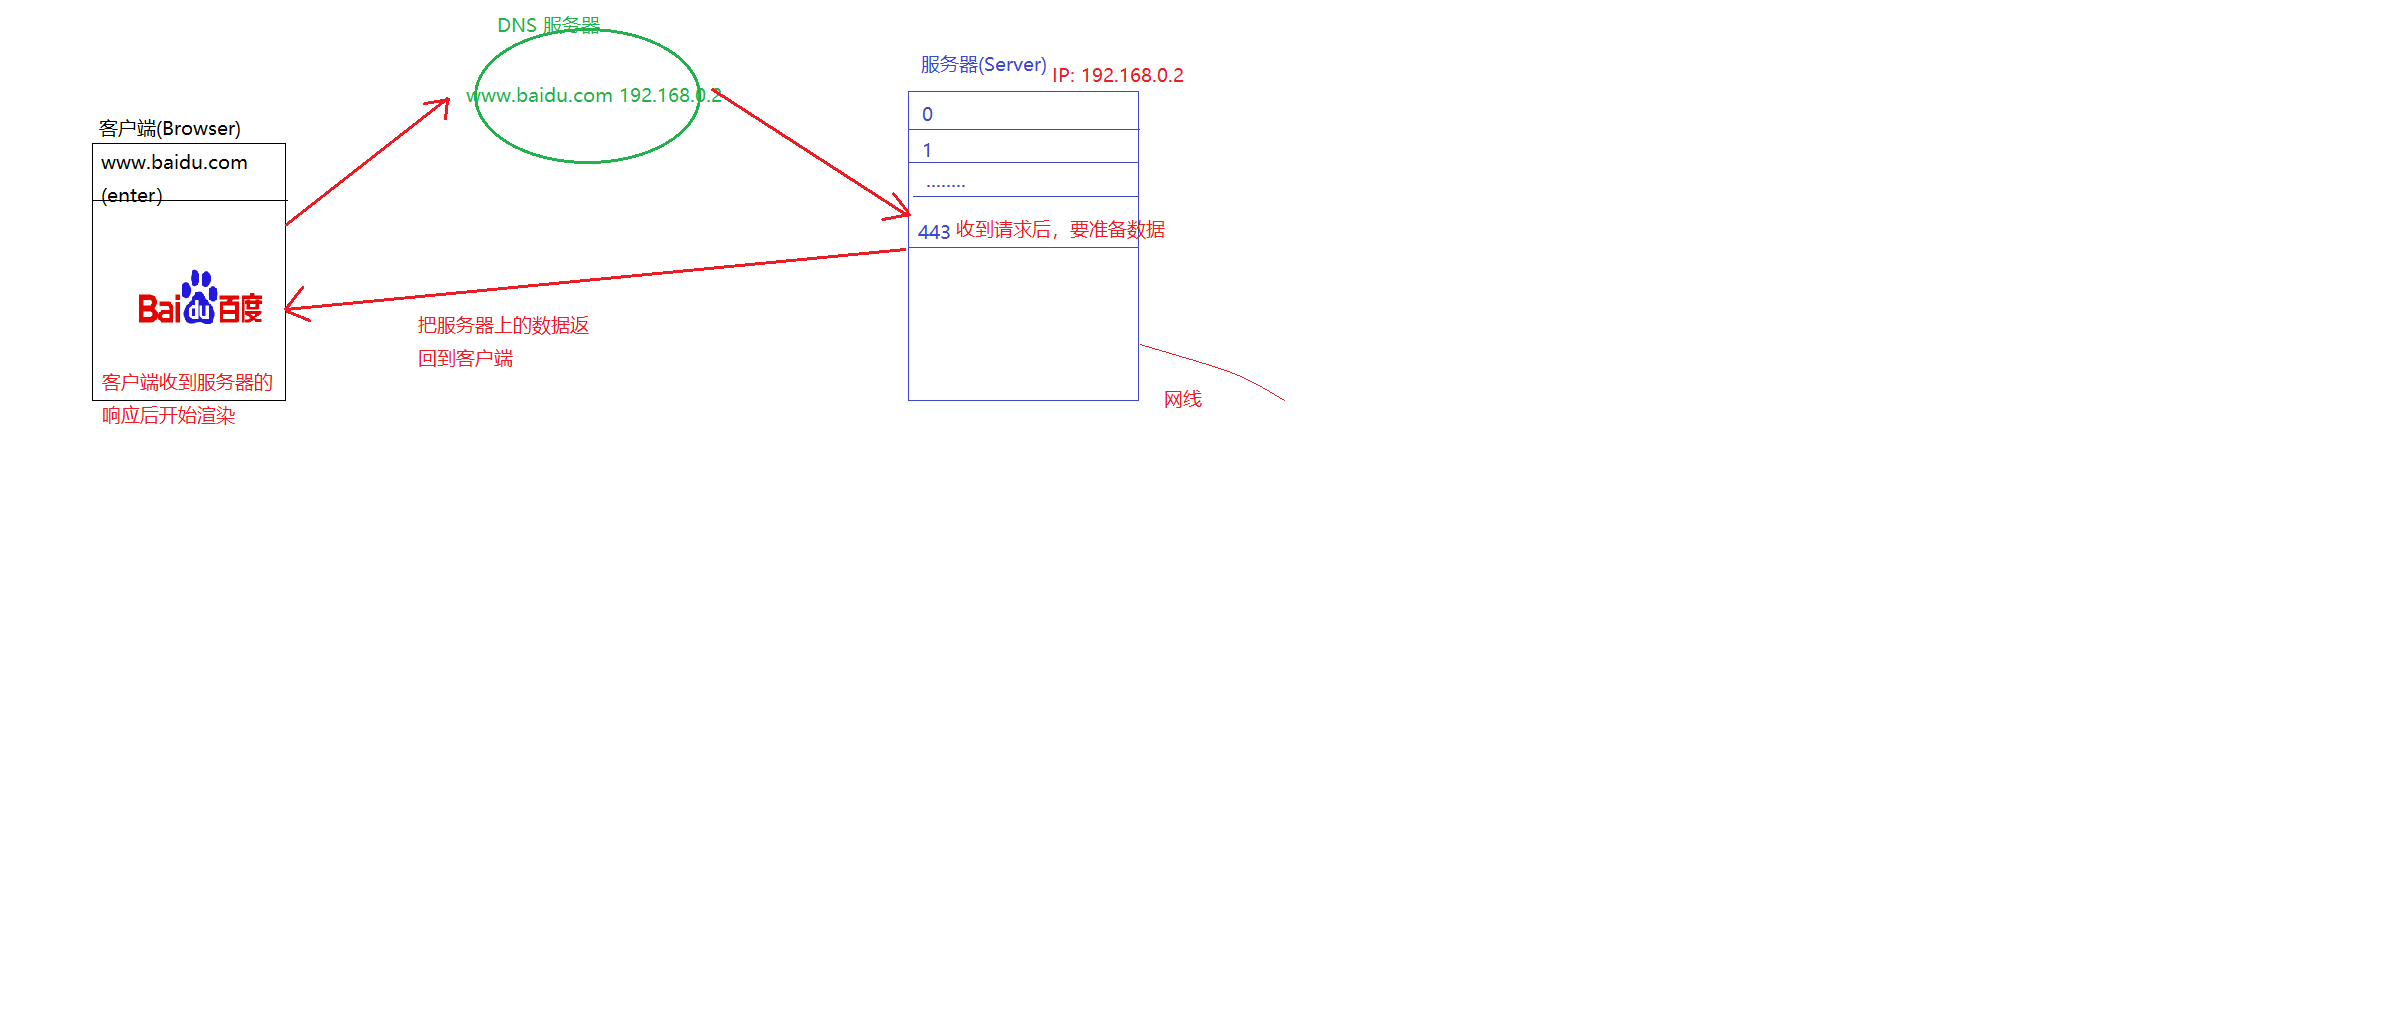 DNS 服务器
www.baidu.com 192.168.0.2
服务器(Server)
IP: 192.168.0.2
客户端(Browser)
www.baidu.com
(enter)
0
1
........
443
收到请求后，要准备数据
Bai du 百度
把服务器上的数据返
回到客户端
客户端收到服务器的
响应后开始渲染
网线